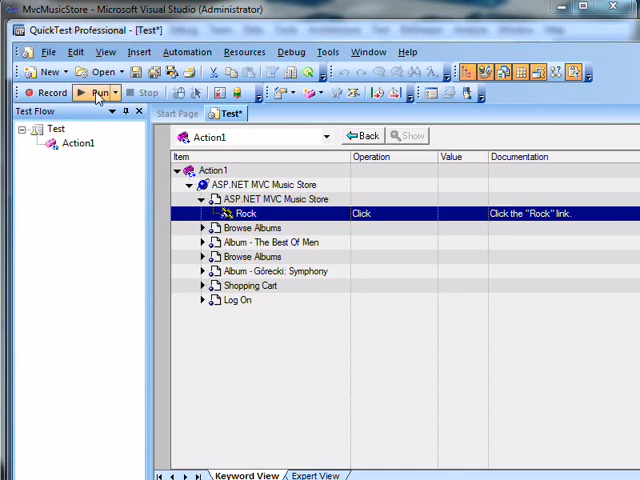 MvcMusicStore - Microsoft Visual Studio (Administrator)
QuickTest Professional - [Test*]
File Edit View Insert Automation Resources Debug Tools Window Help
New Open
Record Run Stop
Test Flow
Start Page Test*
Test
Action1
Action1 Back Show
Item Operation Value Documentation
Action1
ASP.NET MVC Music Store
ASP.NET MVC Music Store
Rock Click Click the "Rock" link.
Browse Albums
Album - The Best Of Men
Browse Albums
Album - Górecki: Symphony
Shopping Cart
Log On
Keyword View Expert View